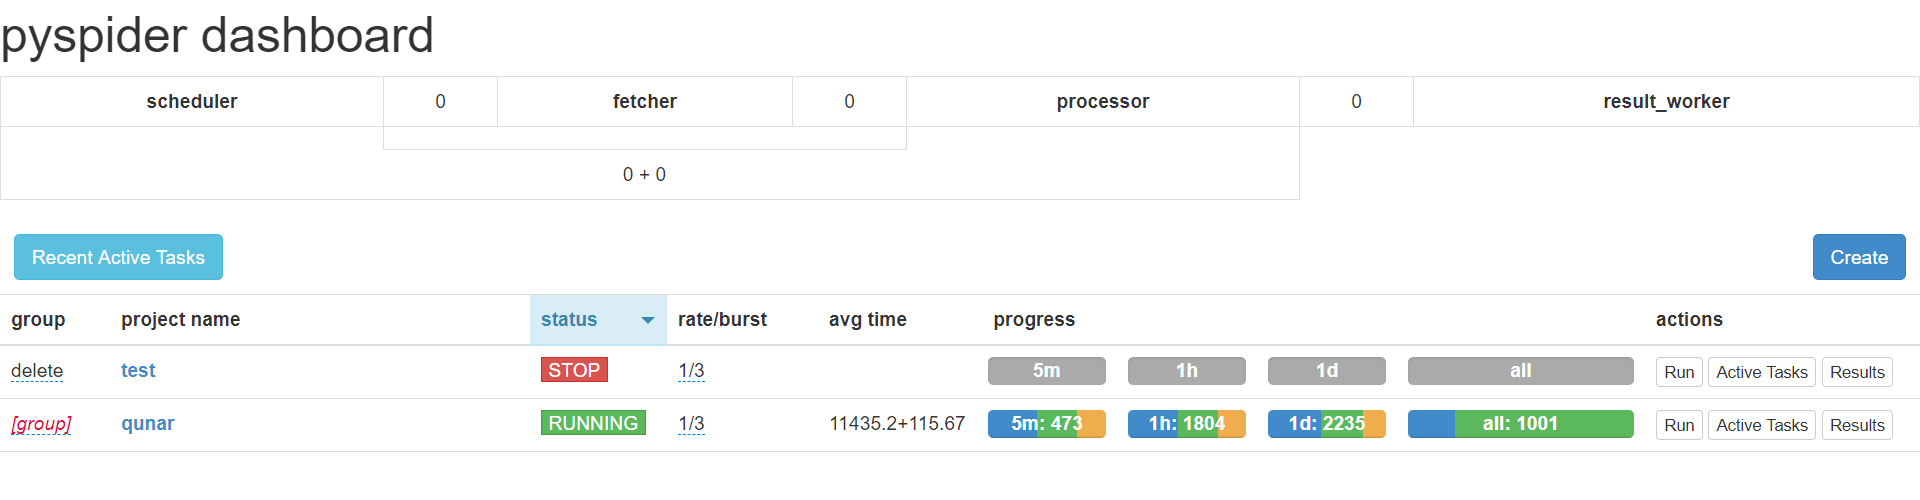 pyspider dashboard
scheduler 0 fetcher 0 processor 0 result_worker
0 + 0
Recent Active Tasks Create
group project name status rate/burst avg time progress actions
delete test STOP 1/3 5m 1h 1d all Run Active Tasks Results
[group] qunar RUNNING 1/3 11435.2+115.67 5m: 473 1h: 1804 1d: 2235 all: 1001 Run Active Tasks Results